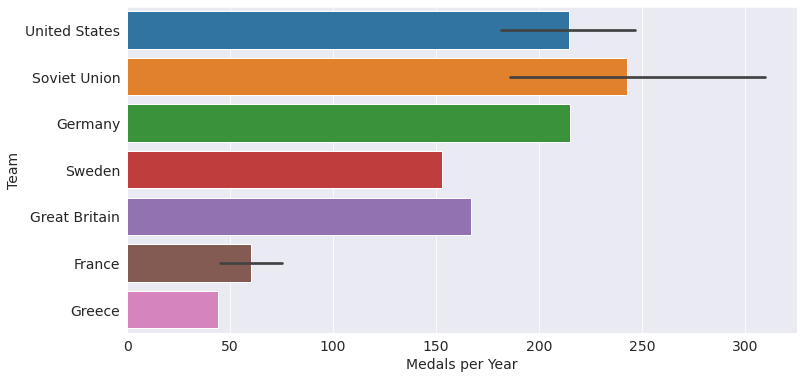 United States
Soviet Union
Germany
Sweden
Great Britain
France
Greece
Team
0 50 100 150 200 250 300
Medals per Year